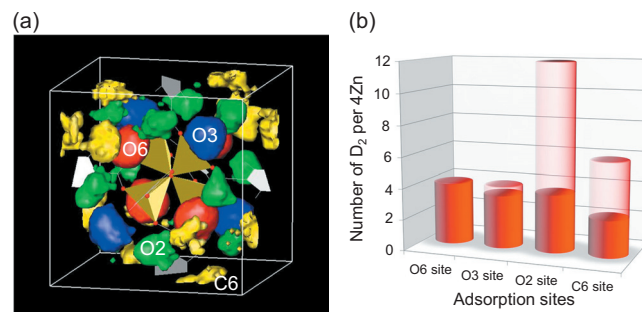 (a)
O6
O3
O2
C6
(b)
Number of D₂ per 4Zn
12
10
8
6
4
2
0
O6 site
O3 site
O2 site
C6 site
Adsorption sites